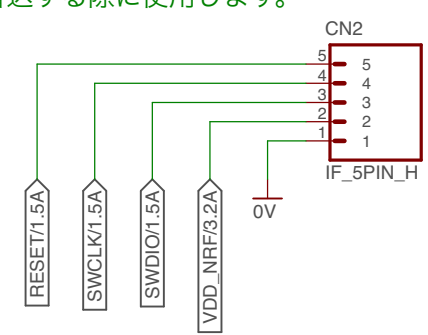 込する際に使用します。
CN2
5 5
4 4
3 3
2 2
1 1
IF_5PIN_H
0V
RESET/1.5A
SWCLK/1.5A
SWDIO/1.5A
VDD_NRF/3.2A